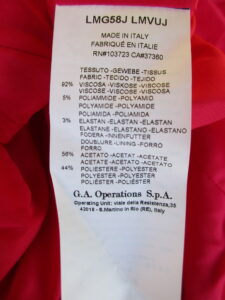 LMG58J LMVUJ
MADE IN ITALY
FABRIQUÉ EN ITALIE
RN#103723 CA#37360
TESSUTO -GEWEBE -TISSUS
FABRIC -TECIDO -TEJIDO
92% VISCOSA -VISKOSE -VISCOSE
VISCOSE -VISCOSE -VISCOSA
5% POLIAMMIDE -POLYAMID
POLYAMIDE -POLYAMIDE
POLIAMIDA -POLIAMIDA
3% ELASTAN -ELASTAN -ELASTAN
ELASTANE -ELASTANO -ELASTANO
FODERA -INNENFUTTER
DOUBLURE -LINING -FORRO
FORRO
56% ACETATO -ACETAT -ACETATE
ACETATE -ACETATO -ACETATO
44% POLIESTERE -POLYESTER
POLYESTER -POLYESTER
POLIÉSTER -POLIÉSTER
G.A. Operations S.p.A.
Operating Unit: viale della Resistenza,35
42018 - S.Martino in Rio (RE), Italy